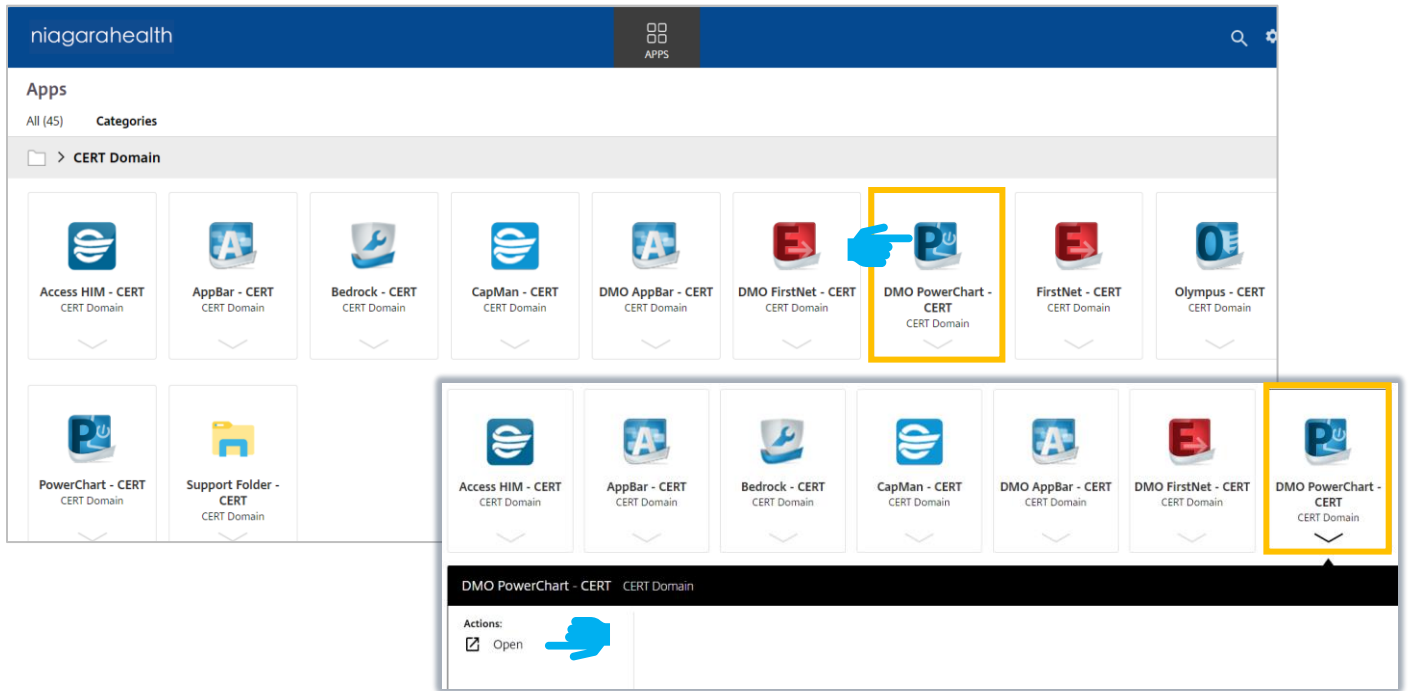 niagarahealth
APPS
Apps
All (45) Categories
CERT Domain
Access HIM - CERT
CERT Domain
AppBar - CERT
CERT Domain
Bedrock - CERT
CERT Domain
CapMan - CERT
CERT Domain
DMO AppBar - CERT
CERT Domain
DMO FirstNet - CERT
CERT Domain
DMO PowerChart -
CERT
CERT Domain
FirstNet - CERT
CERT Domain
Olympus - CERT
CERT Domain
PowerChart - CERT
CERT Domain
Support Folder -
CERT
CERT Domain
Access HIM - CERT
CERT Domain
AppBar - CERT
CERT Domain
Bedrock - CERT
CERT Domain
CapMan - CERT
CERT Domain
DMO AppBar - CERT
CERT Domain
DMO FirstNet - CERT
CERT Domain
DMO PowerChart -
CERT
CERT Domain
DMO PowerChart - CERT CERT Domain
Actions:
Open